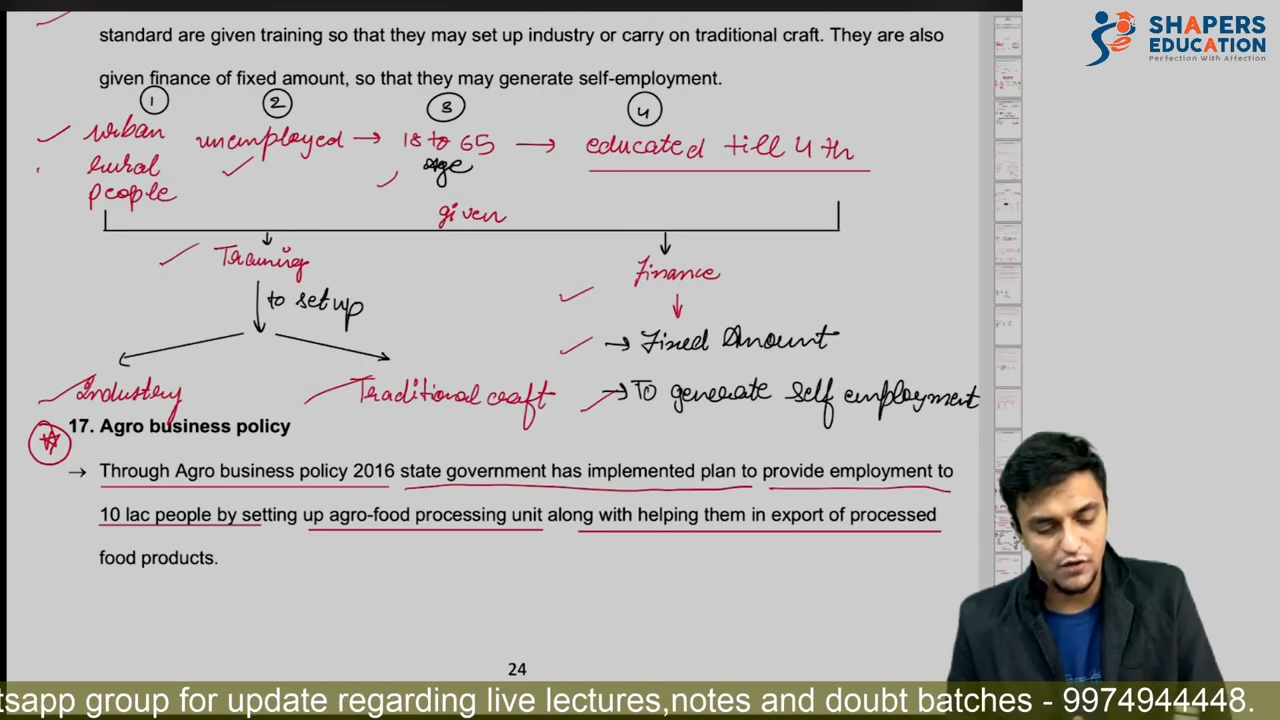 SHAPERS
EDUCATION
Perfection With Affection
standard are given training so that they may set up industry or carry on traditional craft. They are also
given finance of fixed amount, so that they may generate self-employment.
1 2 3 4
urban unemployed → 18 to 65 → educated till 4th
rural age
people
given
Training Finance
to set up
→ Fixed Amount
Industry Traditional craft → To generate self employment
17. Agro business policy
→ Through Agro business policy 2016 state government has implemented plan to provide employment to
10 lac people by setting up agro-food processing unit along with helping them in export of processed
food products.
24
tsapp group for update regarding live lectures,notes and doubt batches - 9974944448.